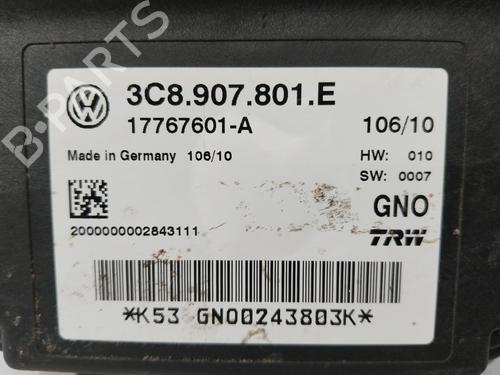 3C8.907.801.E
17767601-A 106/10
Made in Germany 106/10 HW: 010
SW: 0007
GNO
2000000002843111 TRW
*K53 GNO0243803K*
B-PARTS